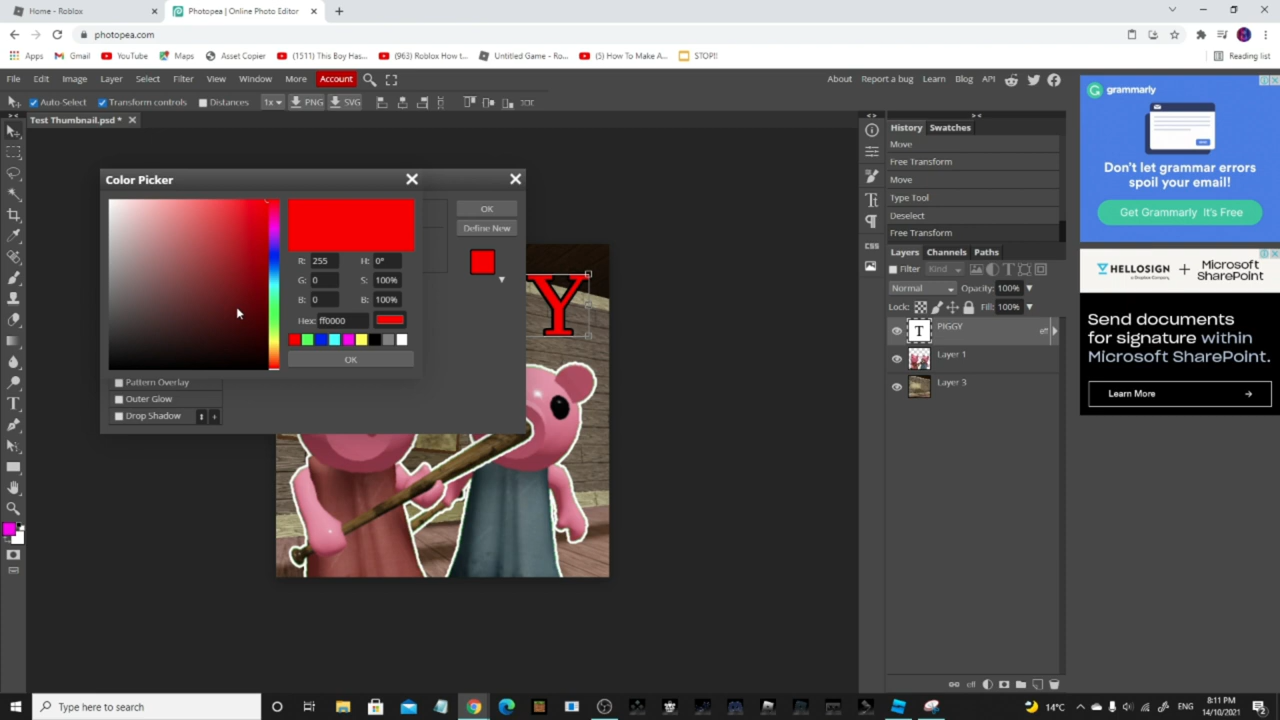 Home - Roblox
Photopea | Online Photo Editor
photopea.com
Apps
Gmail
YouTube
Maps
Asset Copier
(1511) This Boy Has...
(963) Roblox How t...
Untitled Game - Ro...
(5) How To Make A...
STOP!!
Reading list
File Edit Image Layer Select Filter View Window More Account
About Report a bug Learn Blog API
Auto-Select Transform controls Distances 1x PNG SVG
Test Thumbnail.psd *
Color Picker
OK
Define New
R: 255 H: 0°
G: 0 S: 100%
B: 0 B: 100%
Hex: ff0000
OK
Pattern Overlay
Outer Glow
Drop Shadow
Y
History Swatches
Move
Free Transform
Move
Type Tool
Deselect
Free Transform
Layers Channels Paths
Filter Kind
Normal Opacity: 100%
Lock: Fill: 100%
PIGGY
eff
Layer 1
Layer 3
CSS
eff
grammarly
Don't let grammar errors
spoil your email!
Get Grammarly It's Free
HELLOSIGN + Microsoft
SharePoint
Send documents
for signature within
Microsoft SharePoint.
Learn More
Type here to search
14°C
ENG
8:11 PM
14/10/2021
2